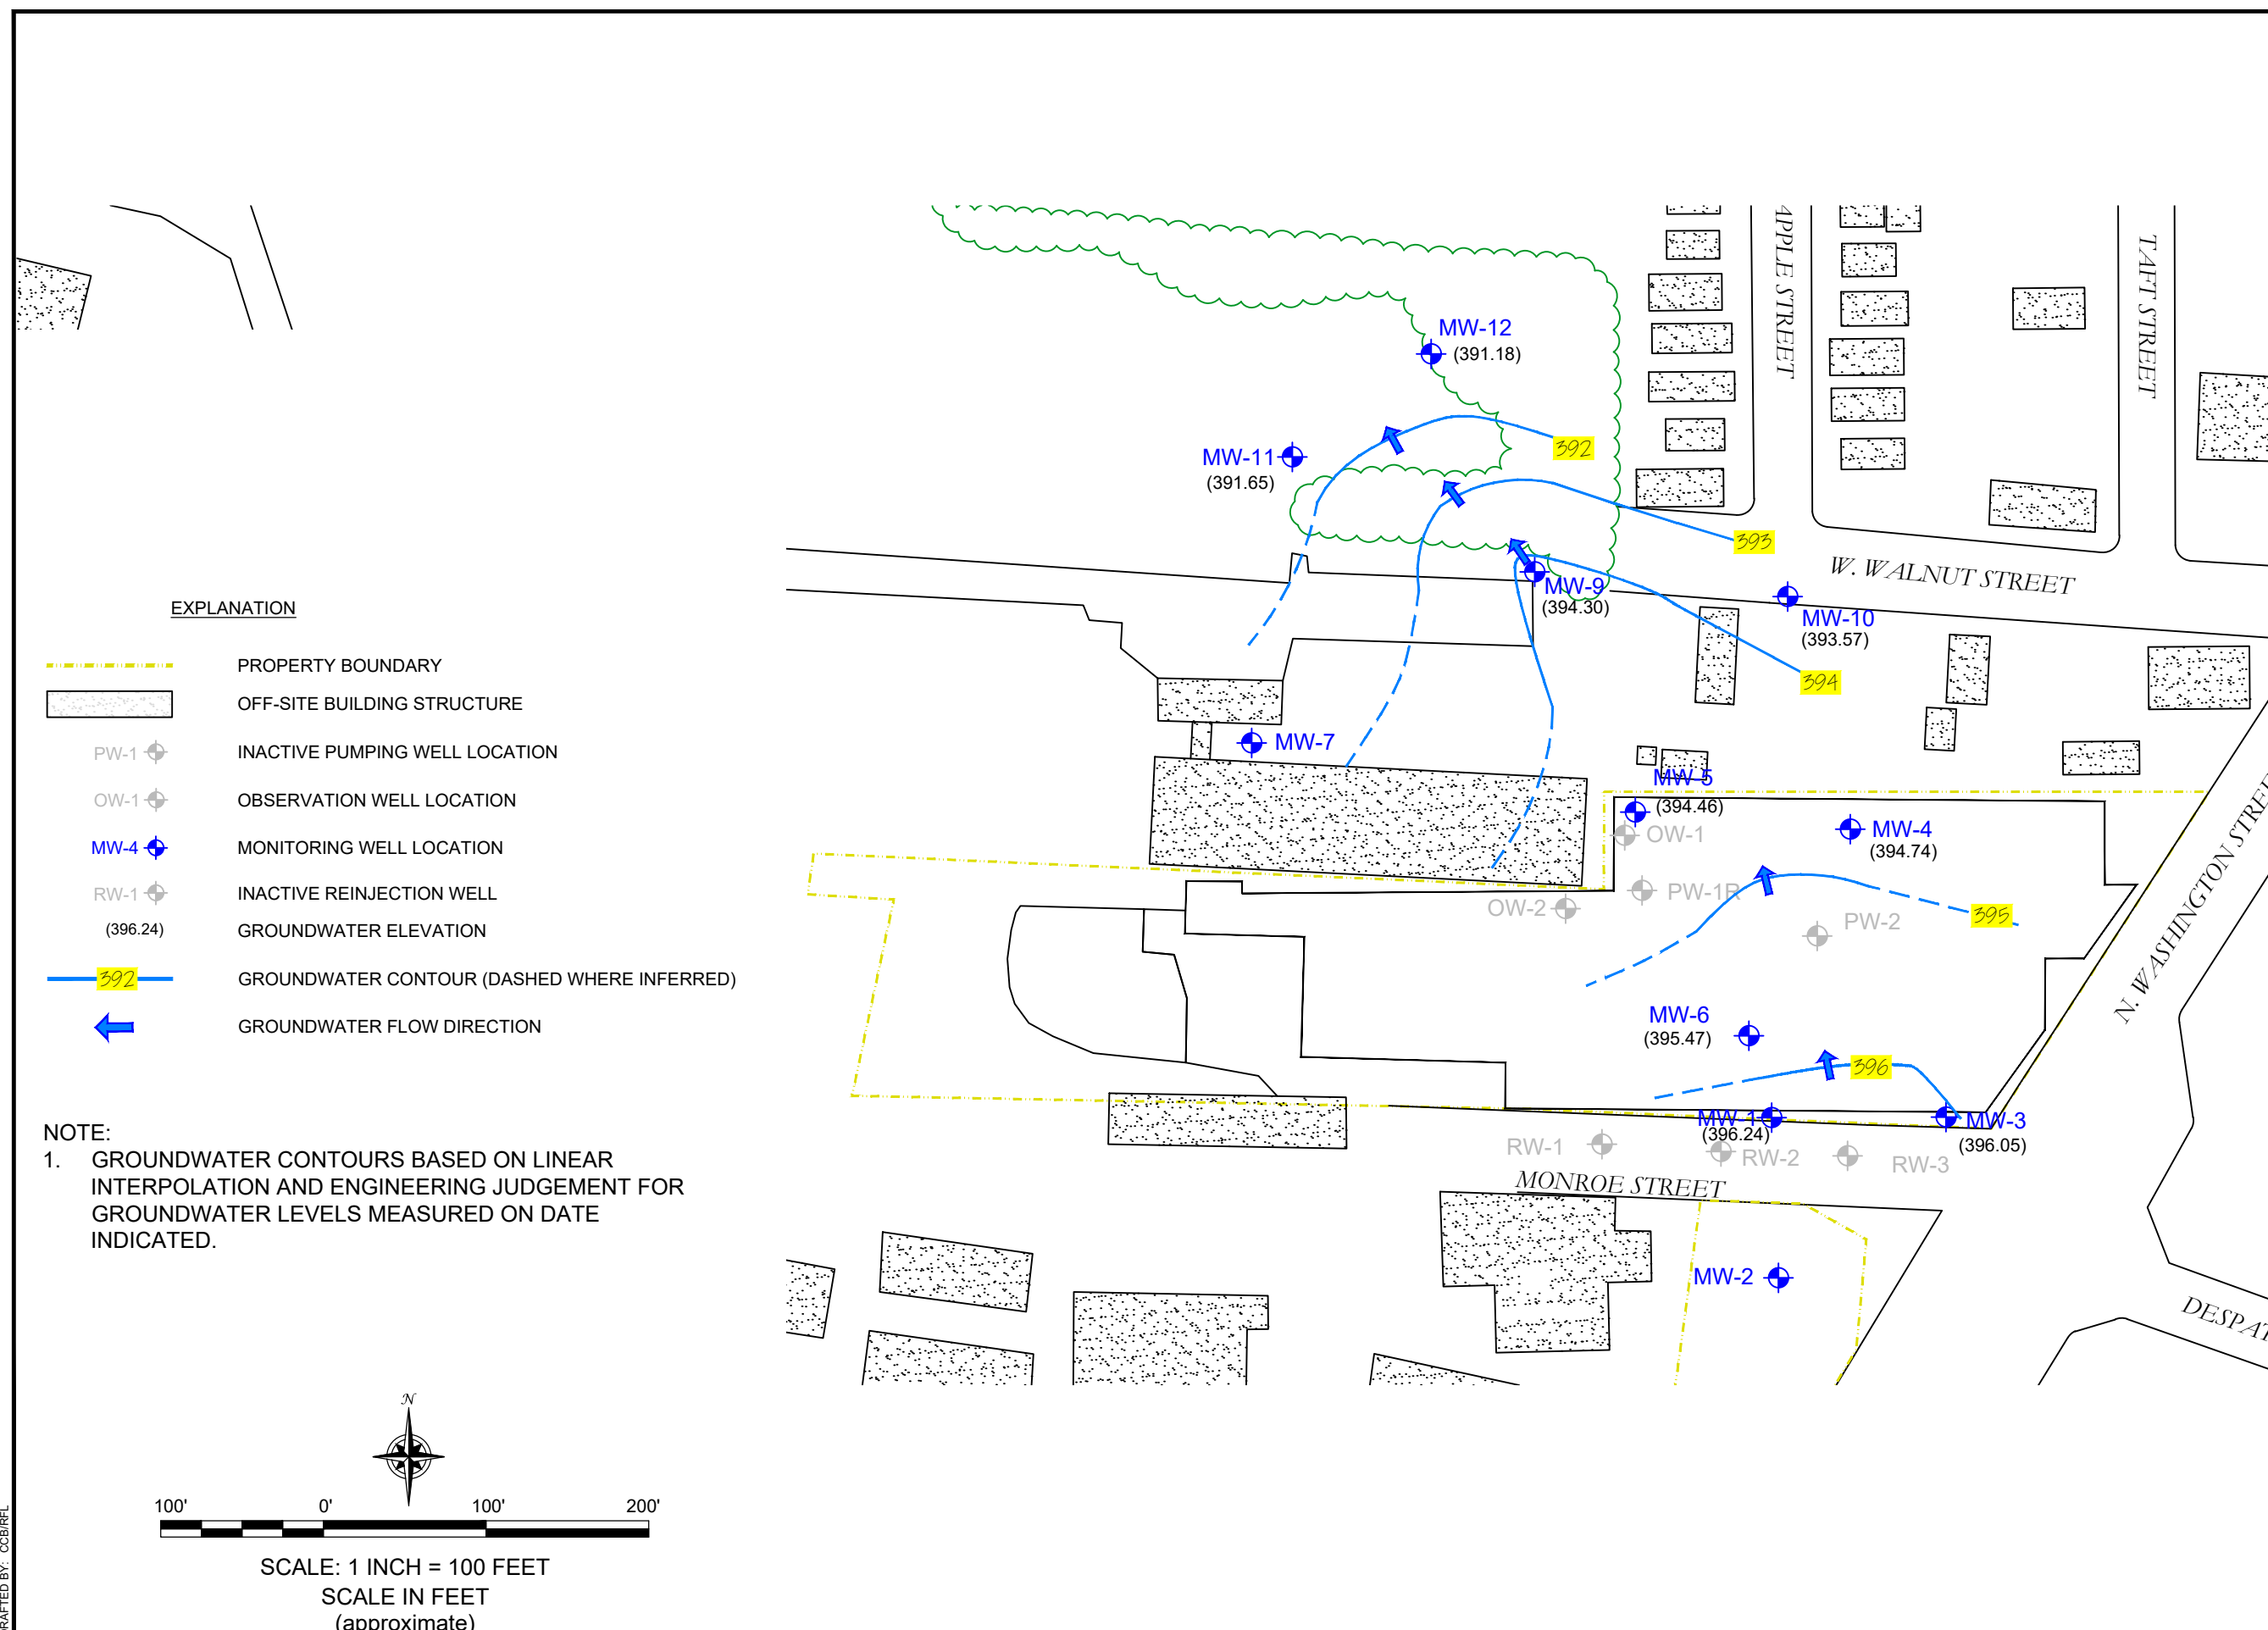 APPLE STREET
TAFT STREET
MW-12
(391.18)
392
MW-11
(391.65)
393
W. WALNUT STREET
MW-9
(394.30)
MW-10
(393.57)
394
EXPLANATION
PROPERTY BOUNDARY
OFF-SITE BUILDING STRUCTURE
PW-1
INACTIVE PUMPING WELL LOCATION
OW-1
OBSERVATION WELL LOCATION
MW-4
MONITORING WELL LOCATION
RW-1
INACTIVE REINJECTION WELL
(396.24)
GROUNDWATER ELEVATION
392
GROUNDWATER CONTOUR (DASHED WHERE INFERRED)
GROUNDWATER FLOW DIRECTION
MW-7
MW-5
(394.46)
OW-1
MW-4
(394.74)
PW-1R
OW-2
PW-2
395
N. WASHINGTON STREE
MW-6
(395.47)
396
MW-1
(396.24)
MW-3
(396.05)
RW-1
RW-2
RW-3
MONROE STREET
MW-2
DESPAT
NOTE:
1. GROUNDWATER CONTOURS BASED ON LINEAR
INTERPOLATION AND ENGINEERING JUDGEMENT FOR
GROUNDWATER LEVELS MEASURED ON DATE
INDICATED.
N
100' 0' 100' 200'
SCALE: 1 INCH = 100 FEET
SCALE IN FEET
(approximate)
RAFTED BY: CCB/RFL